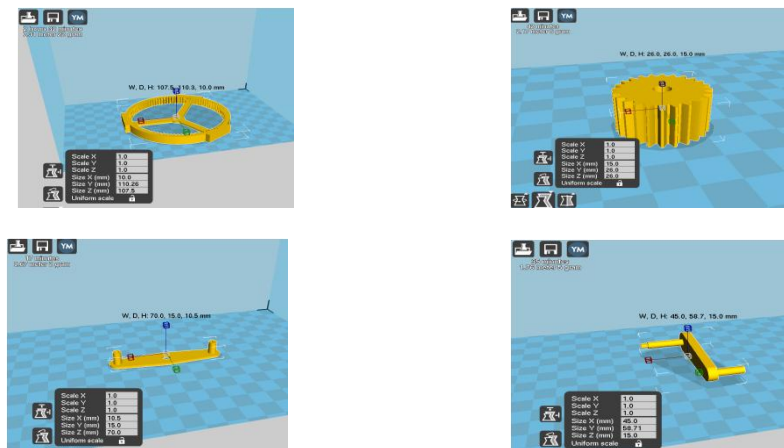 YM
W, D, H: 107.5, 110.3, 10.0 mm
Scale X 1.0
Scale Y 1.0
Scale Z 1.0
Size X (mm) 10.0
Size Y (mm) 110.26
Size Z (mm) 107.5
Uniform scale
YM
W, D, H: 26.0, 26.0, 15.0 mm
Scale X 1.0
Scale Y 1.0
Scale Z 1.0
Size X (mm) 15.0
Size Y (mm) 26.0
Size Z (mm) 26.0
Uniform scale
YM
W, D, H: 70.0, 15.0, 10.5 mm
Scale X 1.0
Scale Y 1.0
Scale Z 1.0
Size X (mm) 10.5
Size Y (mm) 15.0
Size Z (mm) 70.0
Uniform scale
YM
W, D, H: 45.0, 58.7, 15.0 mm
Scale X 1.0
Scale Y 1.0
Scale Z 1.0
Size X (mm) 45.0
Size Y (mm) 58.71
Size Z (mm) 15.0
Uniform scale